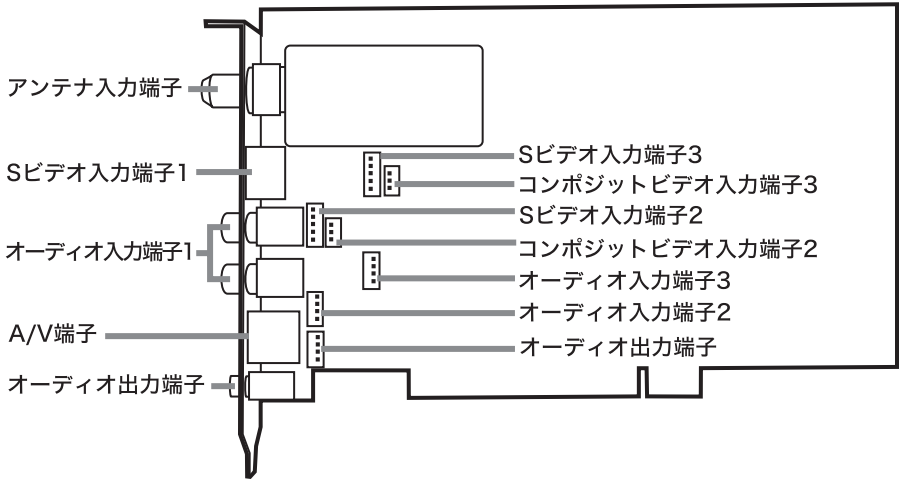 アンテナ入力端子
Sビデオ入力端子1
オーディオ入力端子1
A/V端子
オーディオ出力端子
Sビデオ入力端子3
コンポジットビデオ入力端子3
Sビデオ入力端子2
コンポジットビデオ入力端子2
オーディオ入力端子3
オーディオ入力端子2
オーディオ出力端子